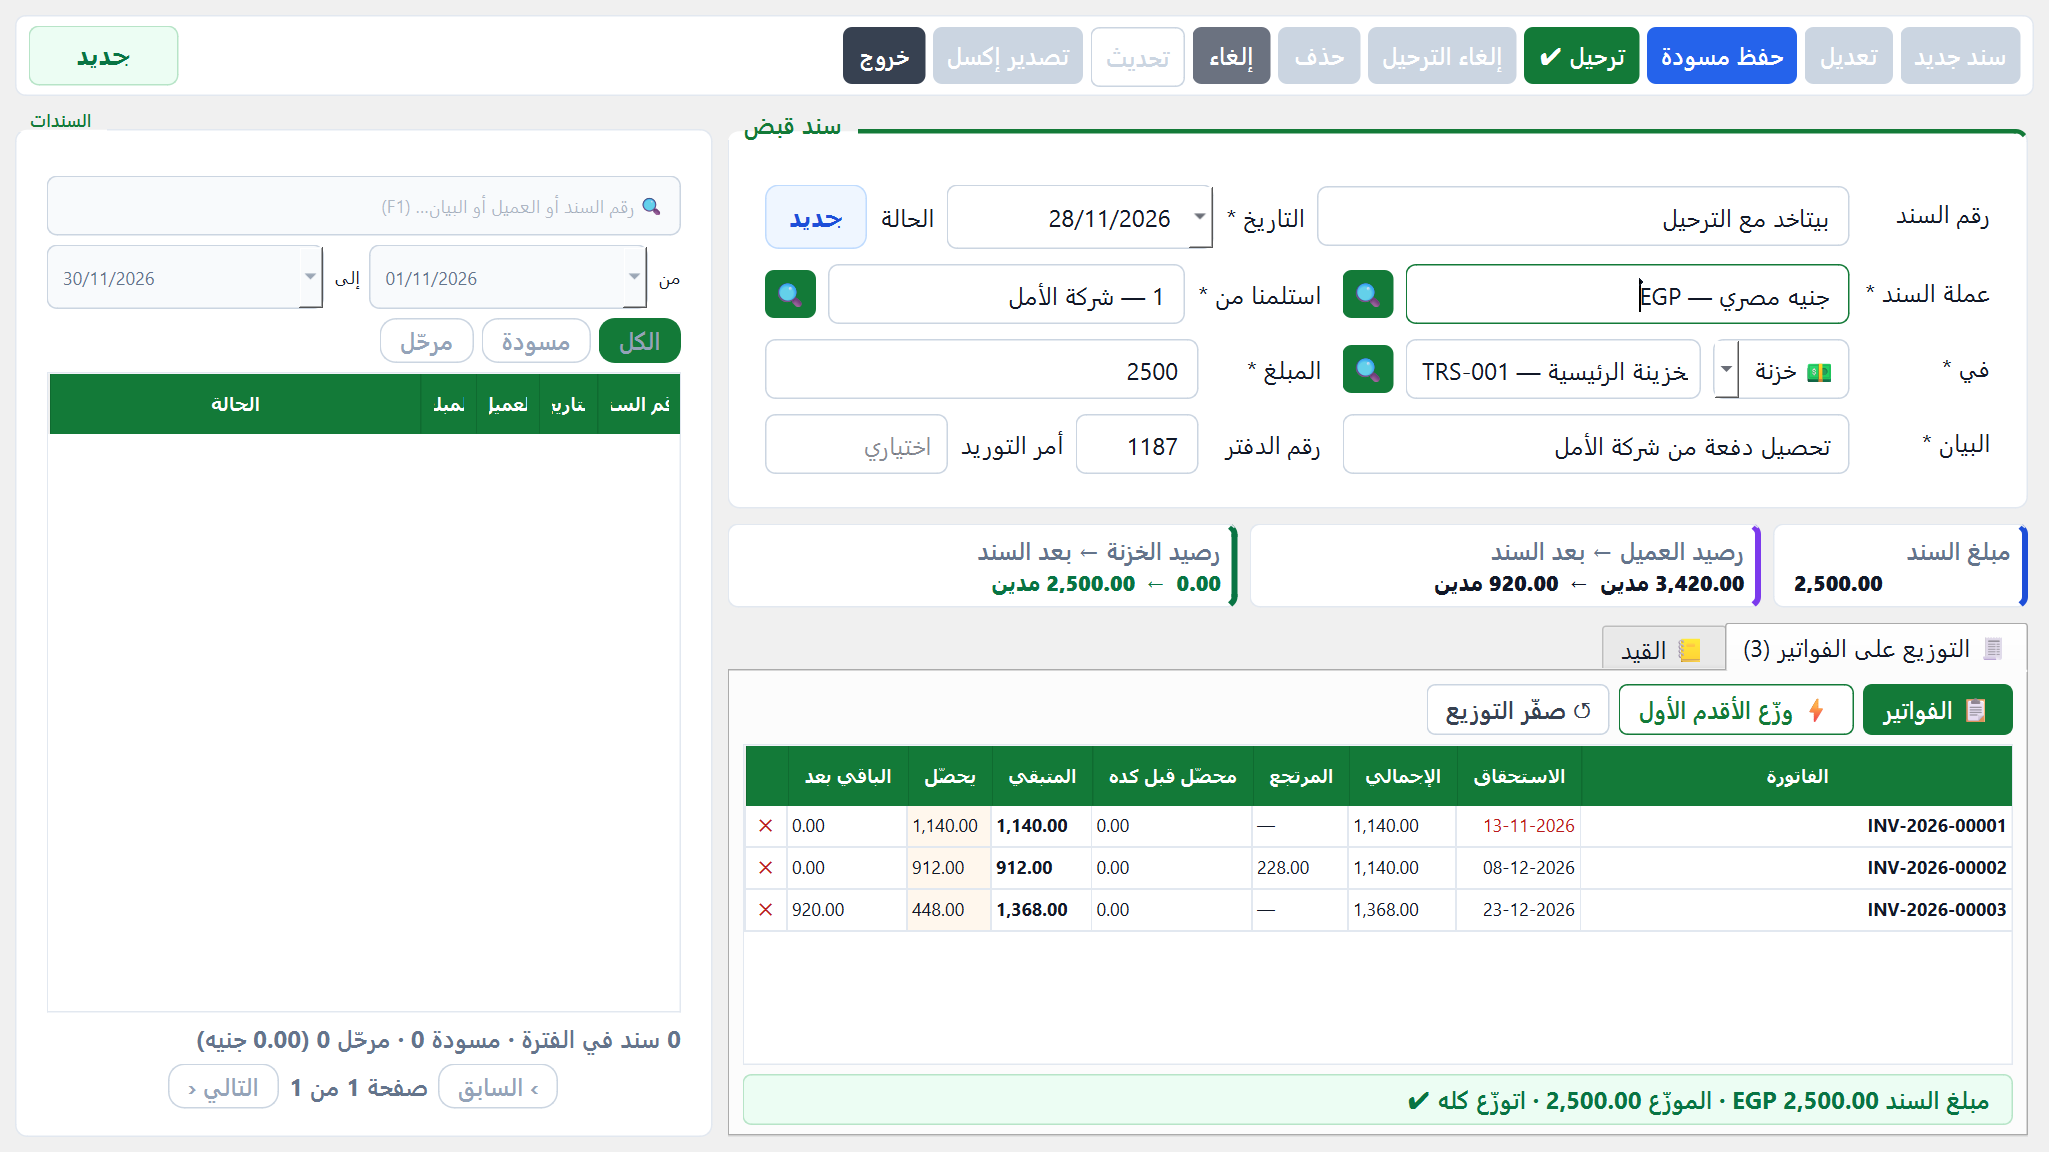 سند جديد
تعديل
حفظ مسودة
ترحيل ✔
إلغاء الترحيل
حذف
إلغاء
تحديث
تصدير إكسل
خروج
جديد
سند قبض
رقم السند
بيتاخد مع الترحيل
التاريخ *
28/11/2026
الحالة
جديد
عملة السند *
جنيه مصري — EGP
استلمنا من *
1 — شركة الأمل
في *
خزنة
خزينة الرئيسية — TRS-001
المبلغ *
2500
البيان *
تحصيل دفعة من شركة الأمل
رقم الدفتر
1187
أمر التوريد
اختياري
مبلغ السند
2,500.00
رصيد العميل ← بعد السند
3,420.00 مدين ← 920.00 مدين
رصيد الخزنة ← بعد السند
0.00 ← 2,500.00 مدين
التوزيع على الفواتير (3)
القيد
الفواتير
وزّع الأقدم الأول
↺ صفّر التوزيع
الفاتورة الاستحقاق الإجمالي المرتجع محصّل قبل كده المتبقي يحصّل الباقي بعد
INV-2026-00001 13-11-2026 1,140.00 — 0.00 1,140.00 1,140.00 0.00 ×
INV-2026-00002 08-12-2026 1,140.00 228.00 0.00 912.00 912.00 0.00 ×
INV-2026-00003 23-12-2026 1,368.00 — 0.00 1,368.00 448.00 920.00 ×
مبلغ السند 2,500.00 EGP · الموزّع 2,500.00 · اتوزّع كله ✔
السندات
رقم السند أو العميل أو البيان... (F1)
من
01/11/2026
إلى
30/11/2026
الكل
مسودة
مرحّل
الحالة
0 سند في الفترة · مسودة 0 · مرحّل 0 (0.00 جنيه)
› السابق
صفحة 1 من 1
التالي ‹